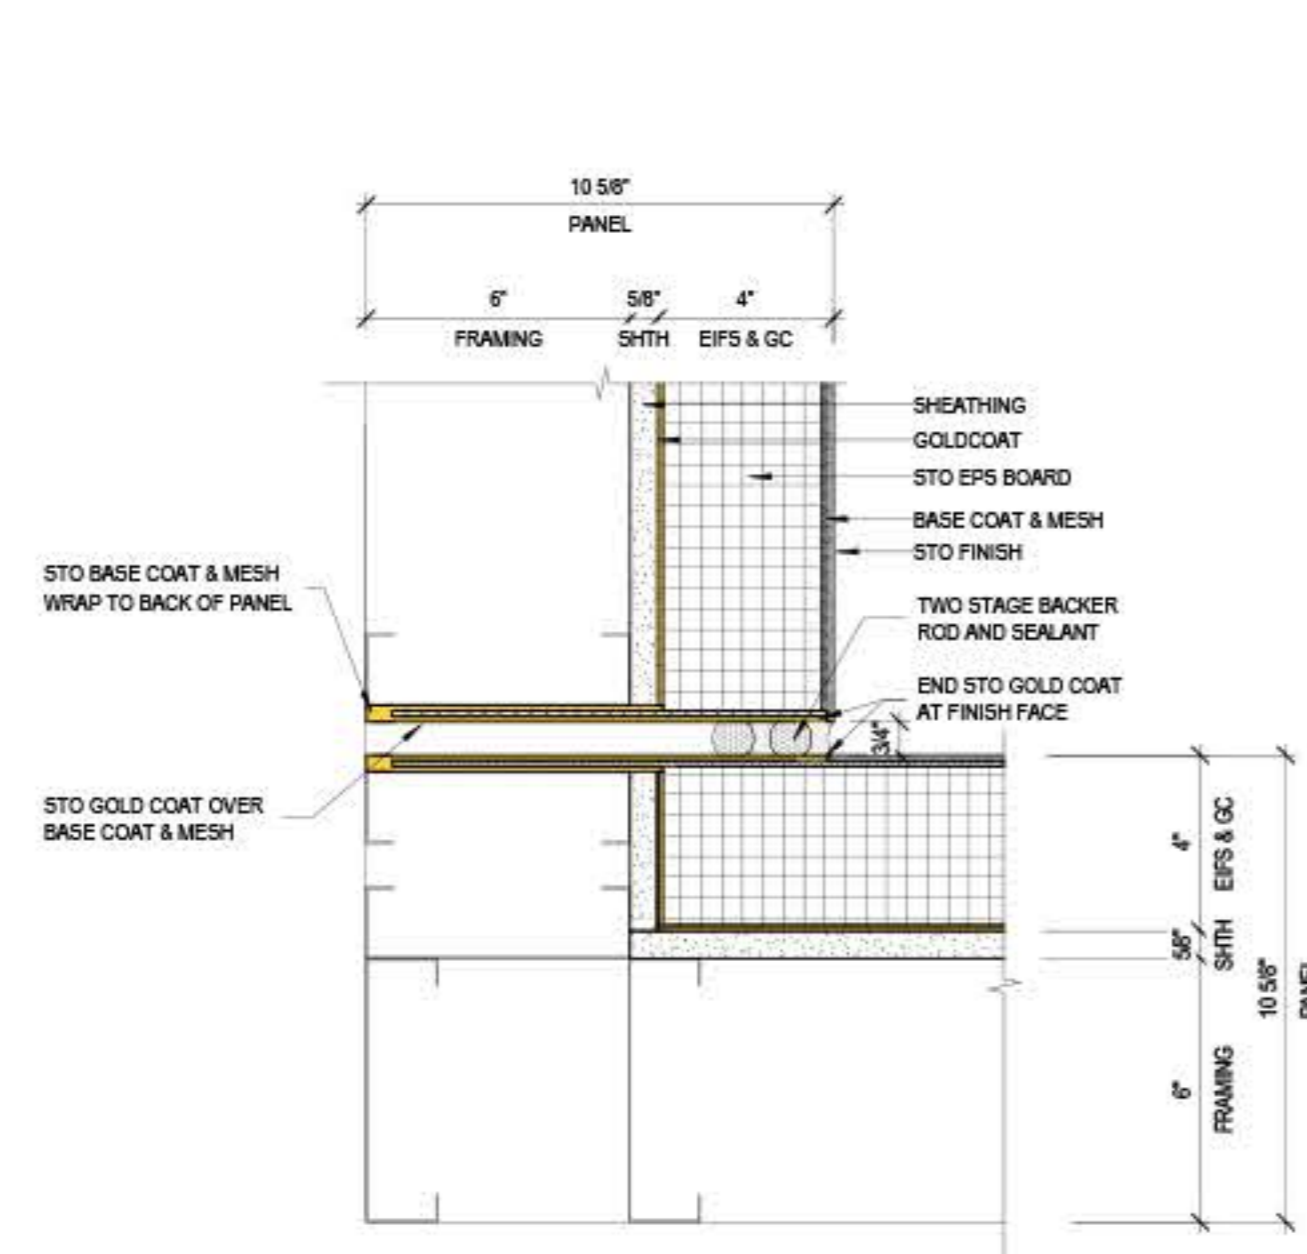 10 5/8"
PANEL
6"
5/8"
4"
FRAMING
SHTH
EIFS & GC
SHEATHING
GOLDCOAT
STO EPS BOARD
BASE COAT & MESH
STO FINISH
STO BASE COAT & MESH
WRAP TO BACK OF PANEL
TWO STAGE BACKER
ROD AND SEALANT
END STO GOLD COAT
AT FINISH FACE
3/4"
STO GOLD COAT OVER
BASE COAT & MESH
4"
EIFS & GC
5/8"
SHTH
10 5/8"
PANEL
6"
FRAMING